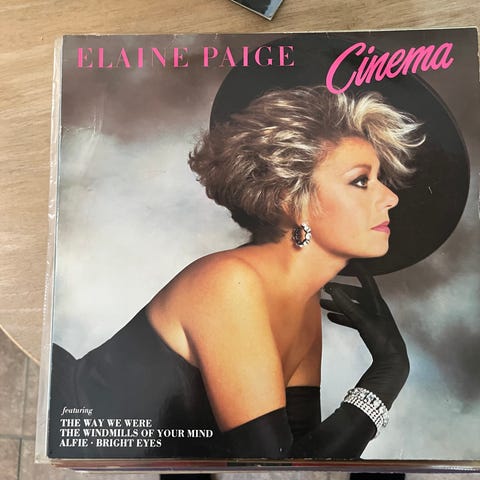 ELAINE PAIGE
Cinema
featuring
THE WAY WE WERE
THE WINDMILLS OF YOUR MIND
ALFIE • BRIGHT EYES